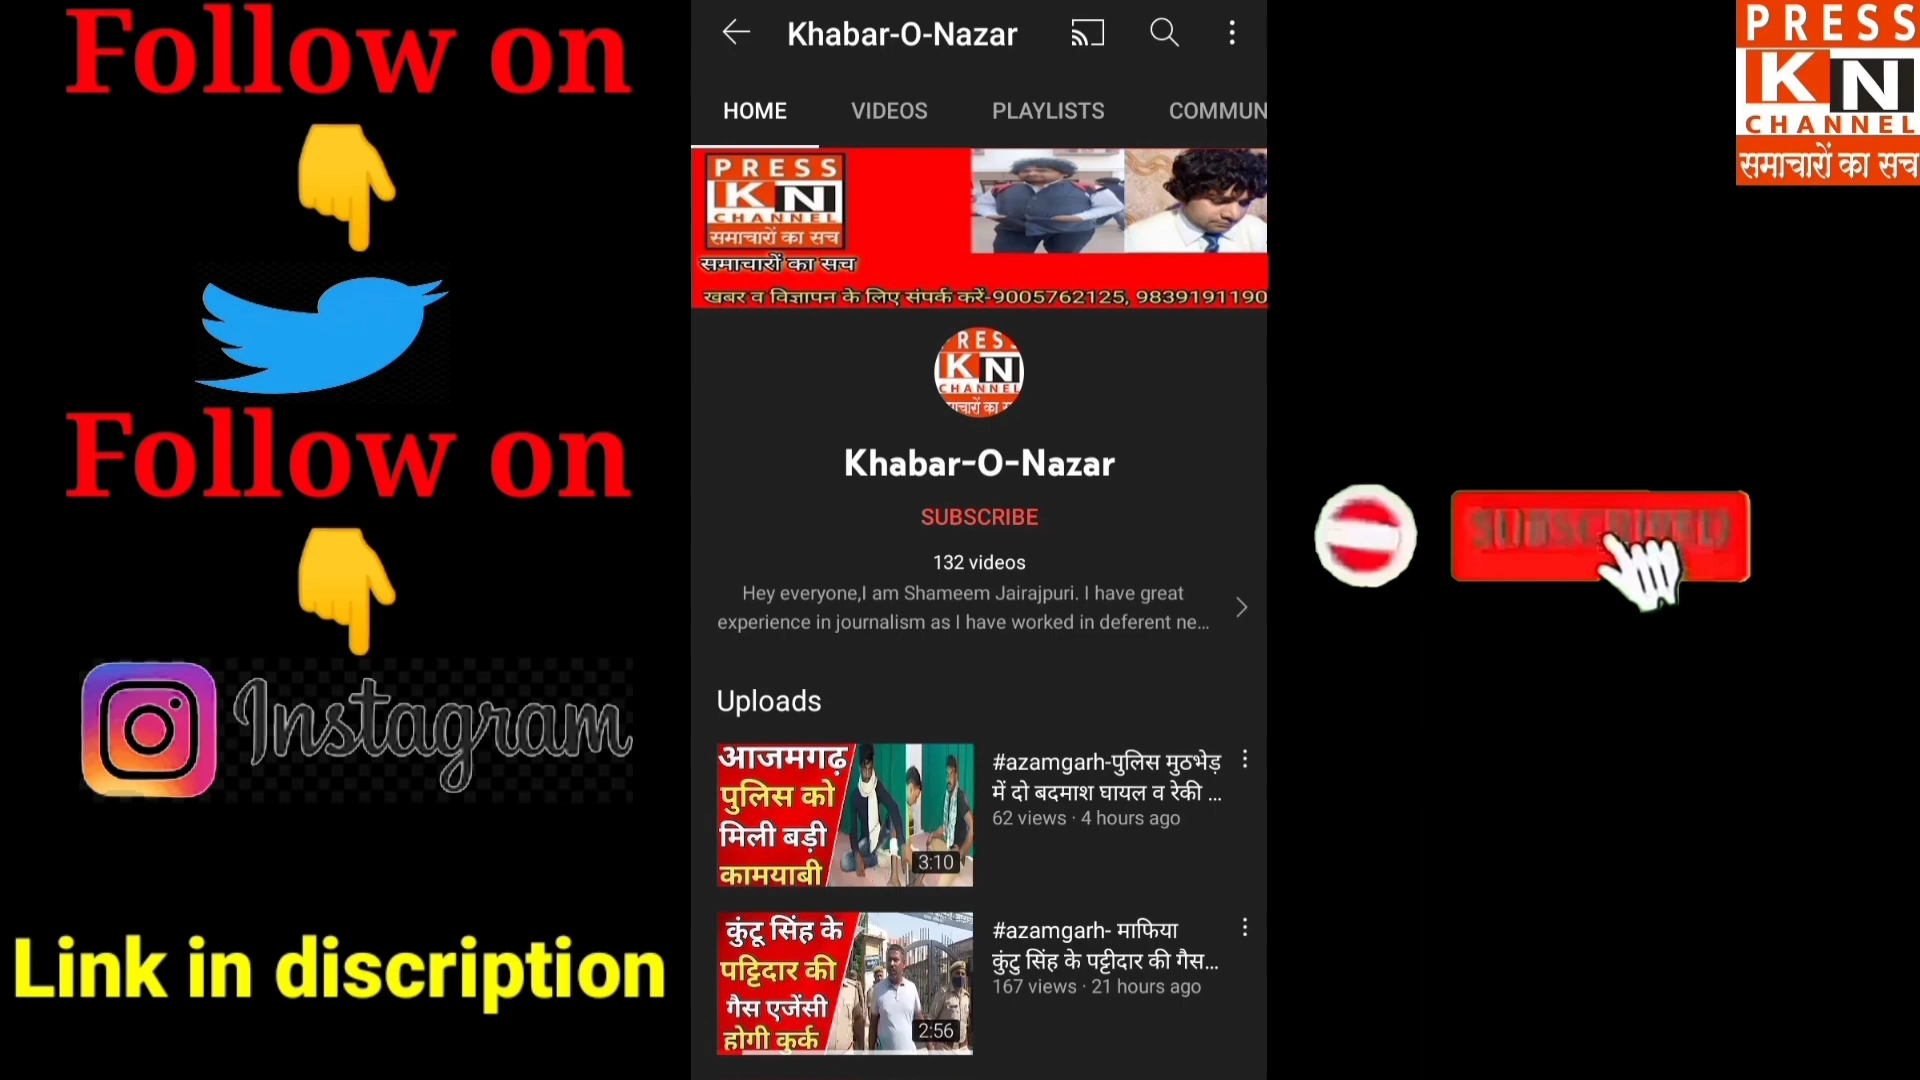 Follow on
Follow on
Instagram
Link in discription
Khabar-O-Nazar
HOME
VIDEOS
PLAYLISTS
COMMUN
PRESS
KN
CHANNEL
समाचारों का सच
समाचारों का सच
खबर व विज्ञापन के लिए संपर्क करें-9005762125, 9839191190
RES
KN
CHANNEL
Khabar-O-Nazar
SUBSCRIBE
132 videos
Hey everyone,I am Shameem Jairajpuri. I have great
experience in journalism as I have worked in deferent ne...
Uploads
आजमगढ़
पुलिस को
मिली बड़ी
कामयाबी
3:10
#azamgarh-पुलिस मुठभेड़
में दो बदमाश घायल व रेकी ...
62 views · 4 hours ago
कुंटू सिंह के
पट्टिदार की
गैस एजेंसी
होगी कुर्क
2:56
#azamgarh- माफिया
कुंटु सिंह के पट्टीदार की गैस...
167 views · 21 hours ago
PRESS
KN
CHANNEL
समाचारों का सच